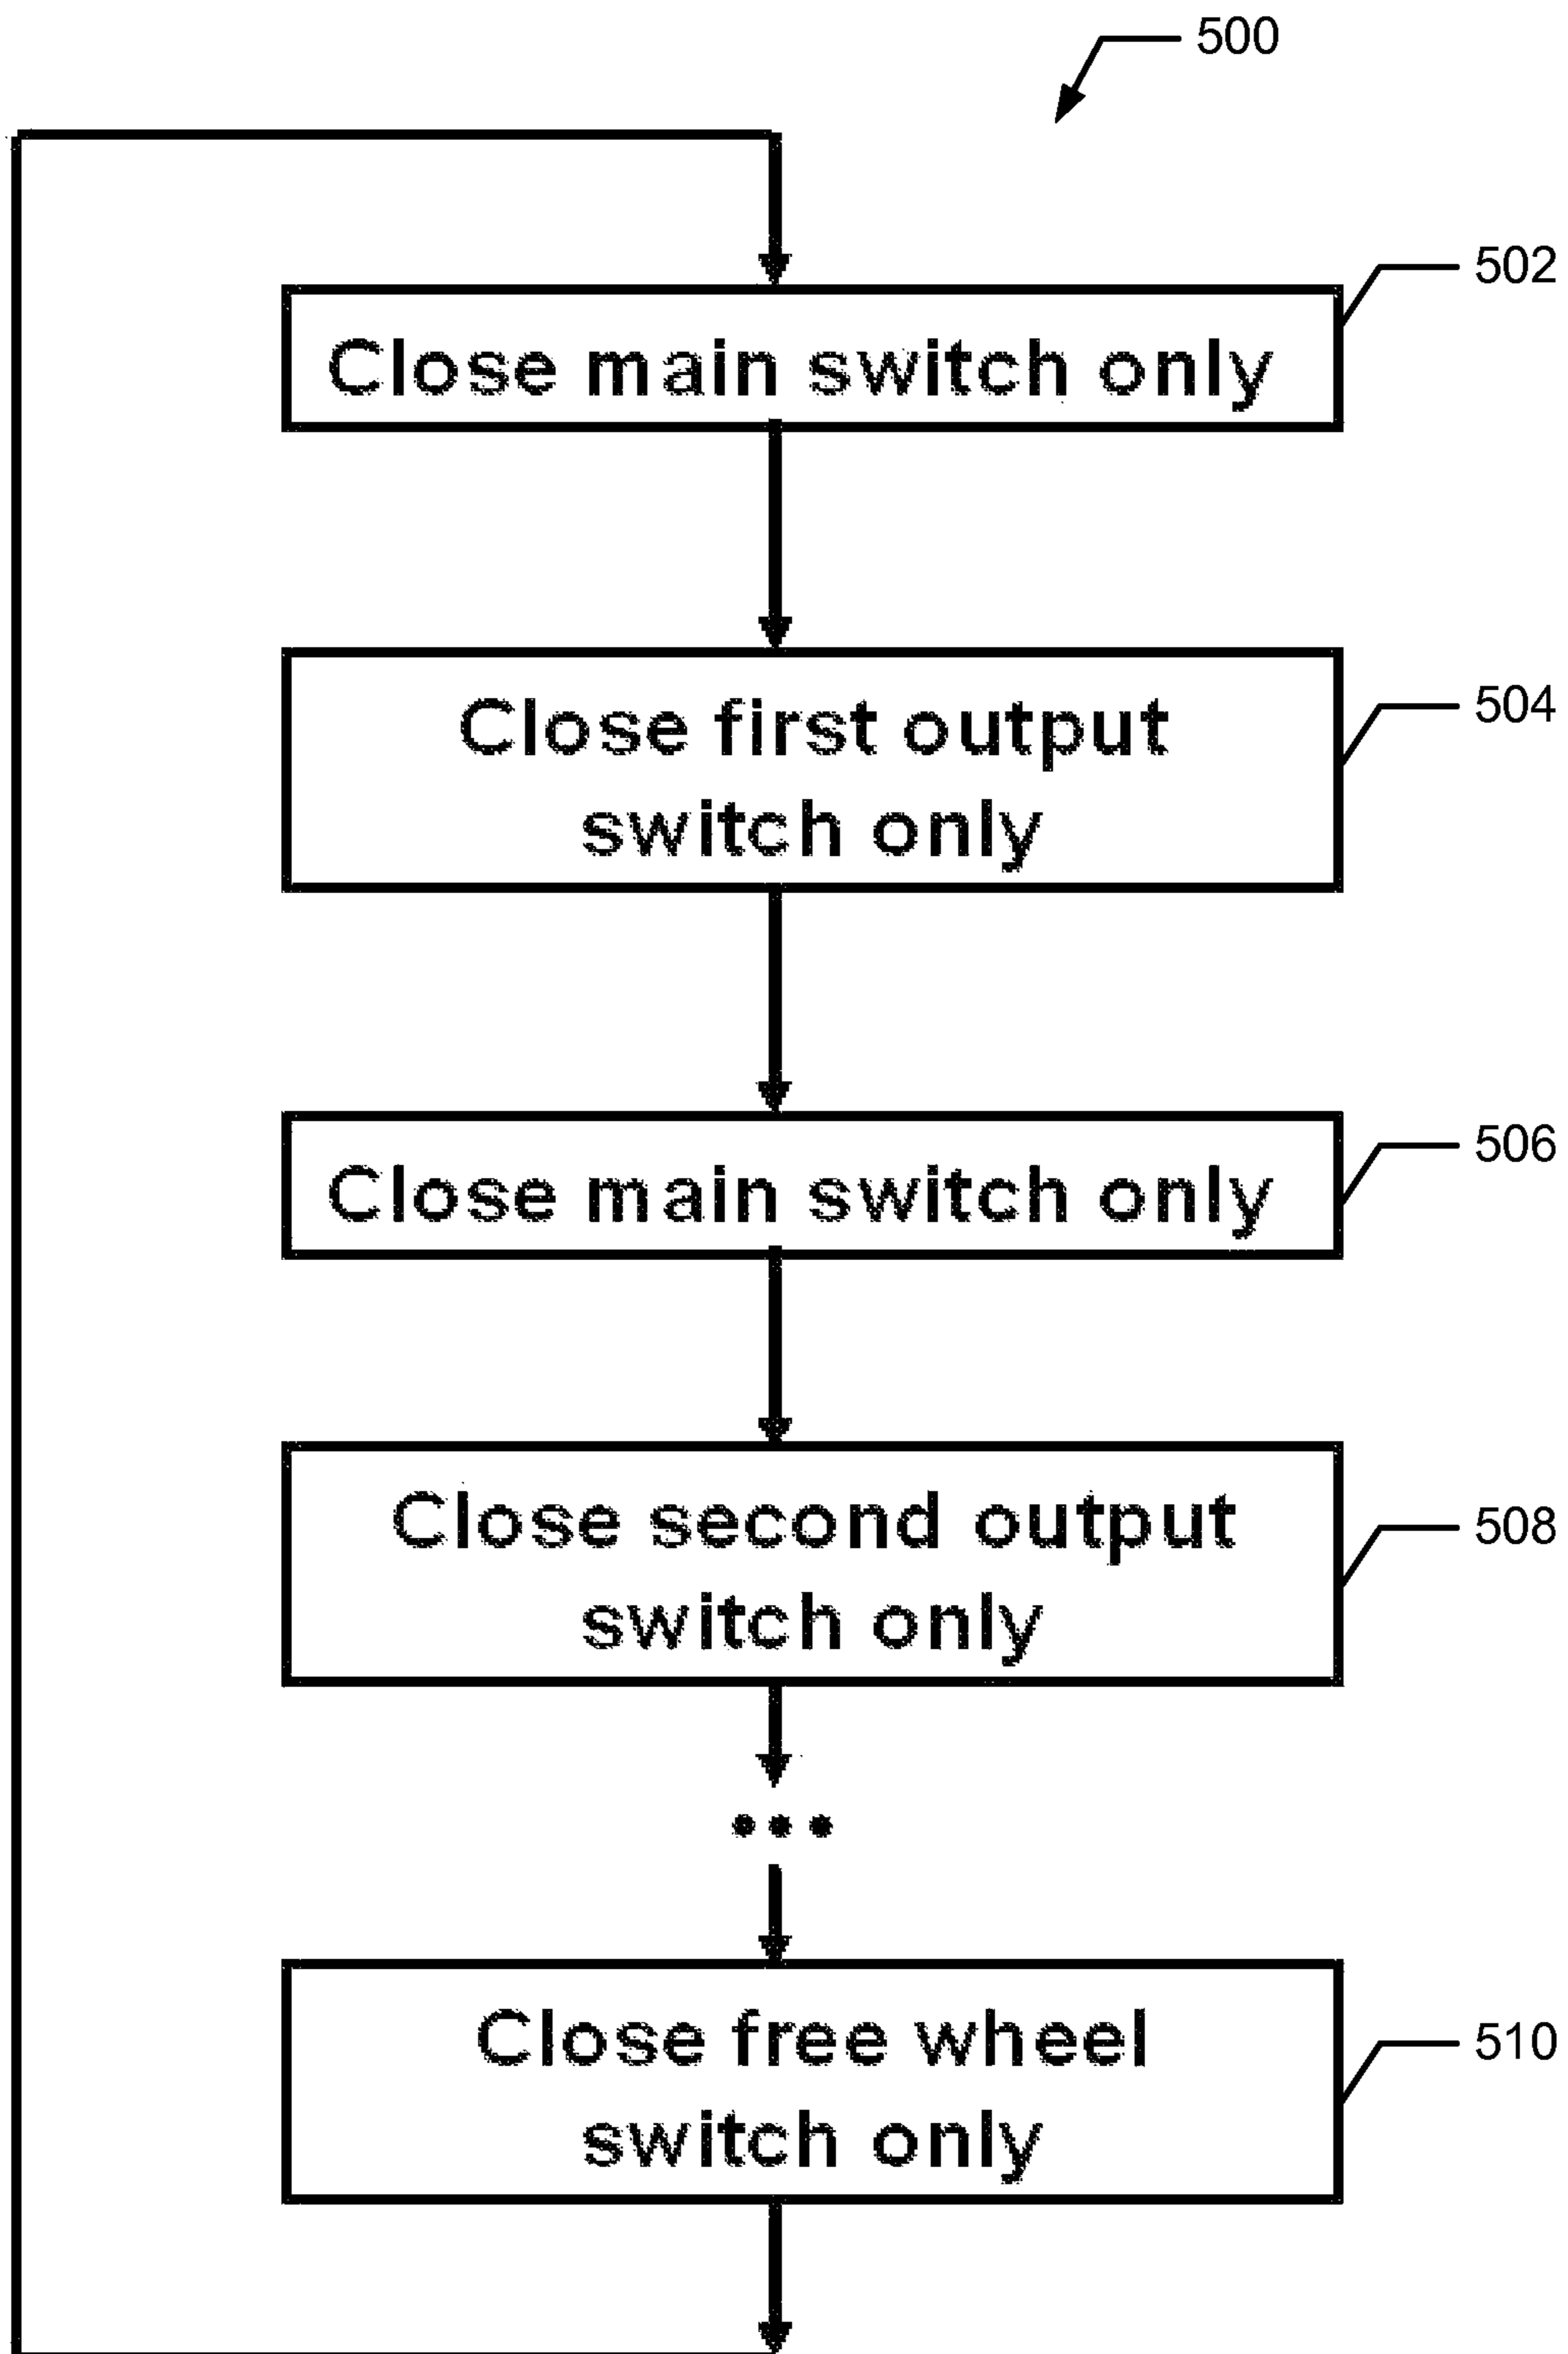 500
502
Close main switch only
504
Close first output
switch only
506
Close main switch only
508
Close second output
switch only
•••
510
Close free wheel
switch only